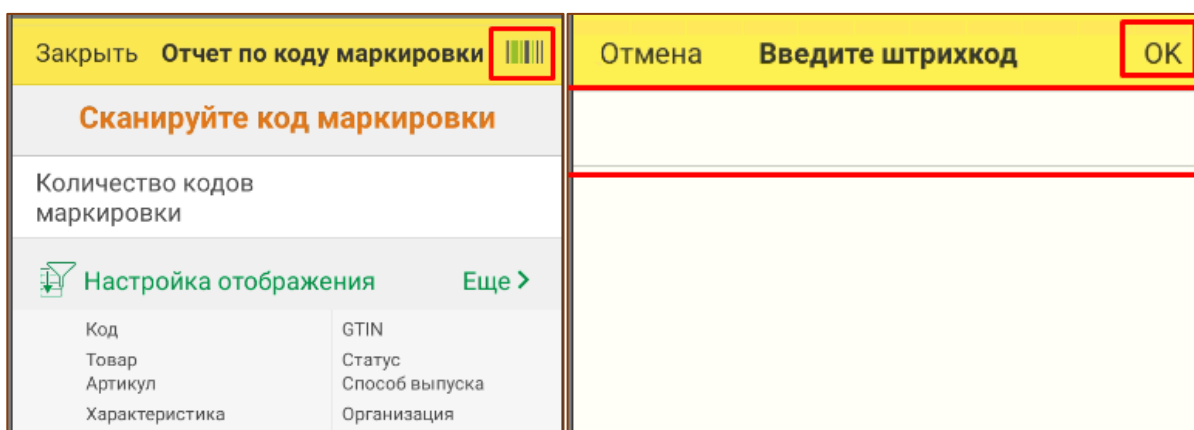 Закрыть Отчет по коду маркировки
Сканируйте код маркировки
Количество кодов
маркировки
Настройка отображения Еще >
Код GTIN
Товар Статус
Артикул Способ выпуска
Характеристика Организация
Отмена Введите штрихкод OK